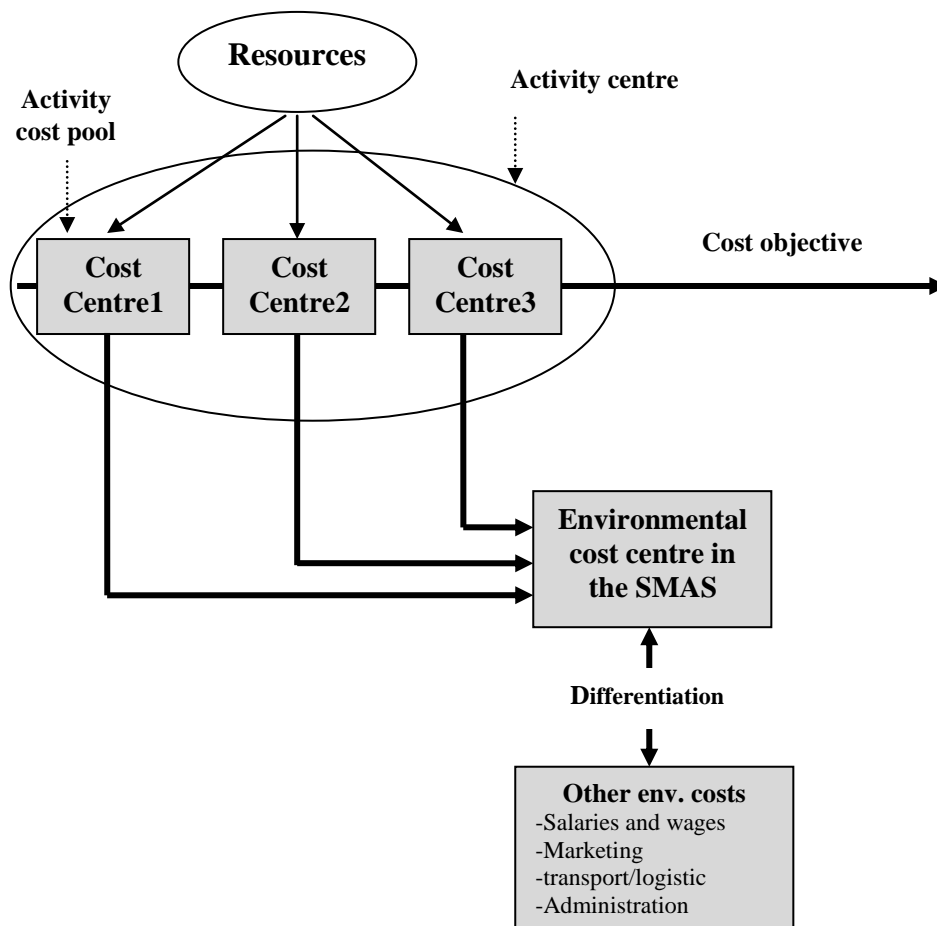 Resources
Activity centre
Activity
cost pool
Cost objective
Cost
Centre1
Cost
Centre2
Cost
Centre3
Environmental
cost centre in
the SMAS
Differentiation
Other env. costs
-Salaries and wages
-Marketing
-transport/logistic
-Administration